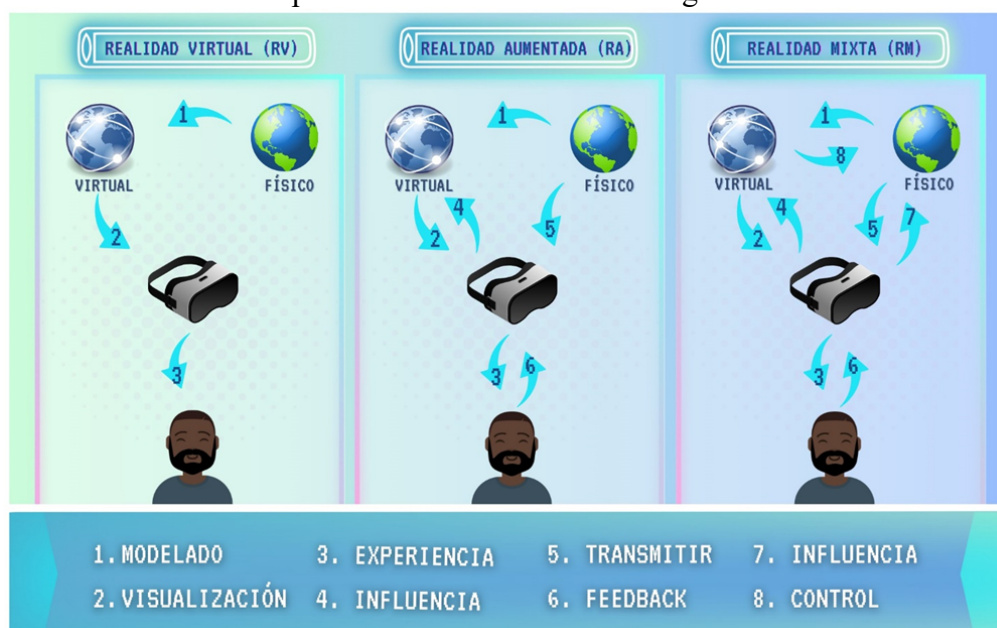 REALIDAD VIRTUAL (RV)
REALIDAD AUMENTADA (RA)
REALIDAD MIXTA (RM)
1
VIRTUAL
FÍSICO
2
3
1
VIRTUAL
FÍSICO
4
2
5
3
6
1
8
VIRTUAL
FÍSICO
4
2
5
7
3
6
1. MODELADO
3. EXPERIENCIA
5. TRANSMITIR
7. INFLUENCIA
2. VISUALIZACIÓN
4. INFLUENCIA
6. FEEDBACK
8. CONTROL